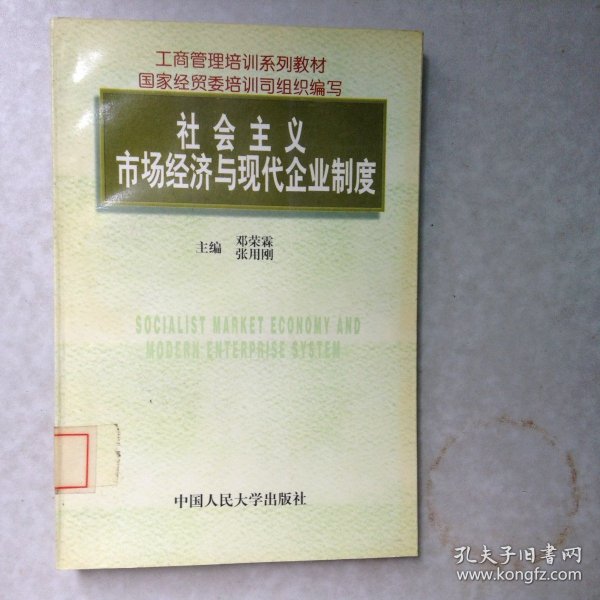 工商管理培训系列教材
国家经贸委培训司组织编写
社会主义
市场经济与现代企业制度
主编 邓荣霖
张用刚
SOCIALIST MARKET ECONOMY AND
MODERN ENTERPRISE SYSTEM
中国人民大学出版社
孔夫子旧书网
www.kongfz.com